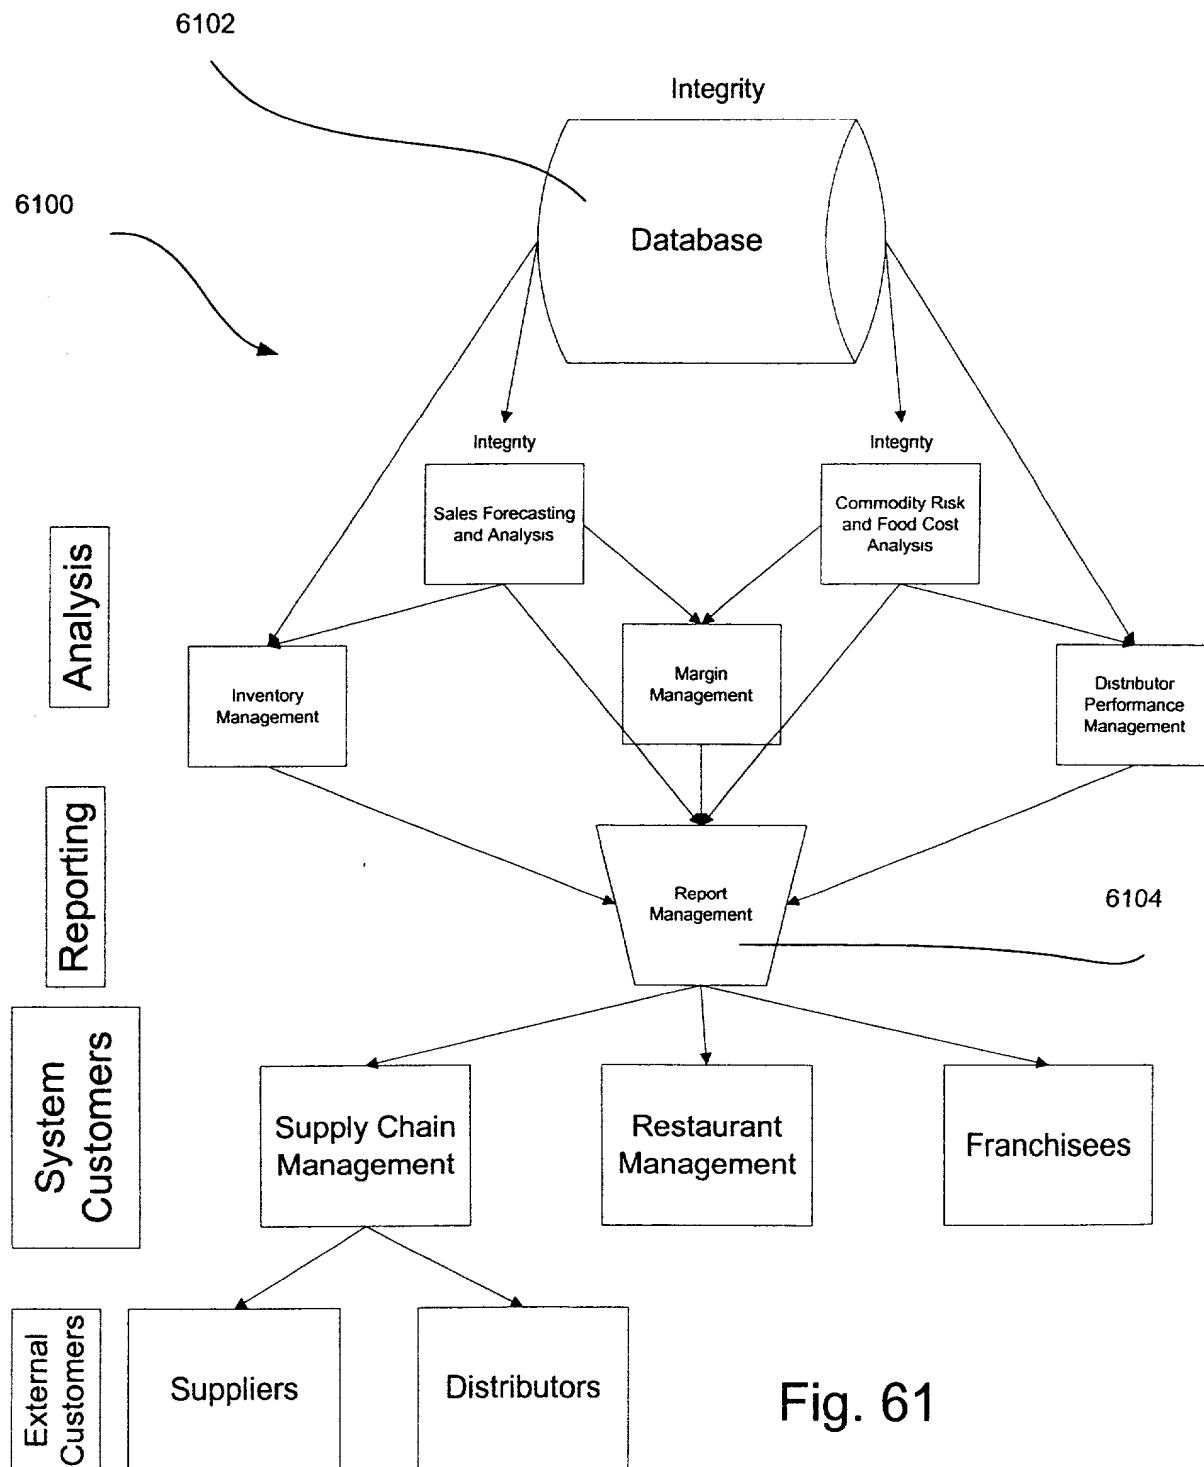 6102
Integrity
6100
Database
Integrity
Integrity
Sales Forecasting
and Analysis
Commodity Risk
and Food Cost
Analysis
Analysis
Inventory
Management
Margin
Management
Distributor
Performance
Management
Reporting
Report
Management
6104
System
Customers
Supply Chain
Management
Restaurant
Management
Franchisees
External
Customers
Suppliers
Distributors
Fig. 61